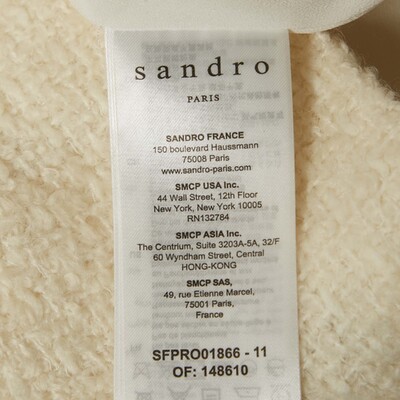 sandro
PARIS
SANDRO FRANCE
150 boulevard Haussmann
75008 Paris
www.sandro-paris.com
SMCP USA Inc.
44 Wall Street, 12th Floor
New York, New York 10005
RN132784
SMCP ASIA Inc.
The Centrium, Suite 3203A-5A, 32/F
60 Wyndham Street, Central
HONG-KONG
SMCP SAS,
49, rue Etienne Marcel,
75001 Paris,
France
SFPRO01866 - 11
OF: 148610